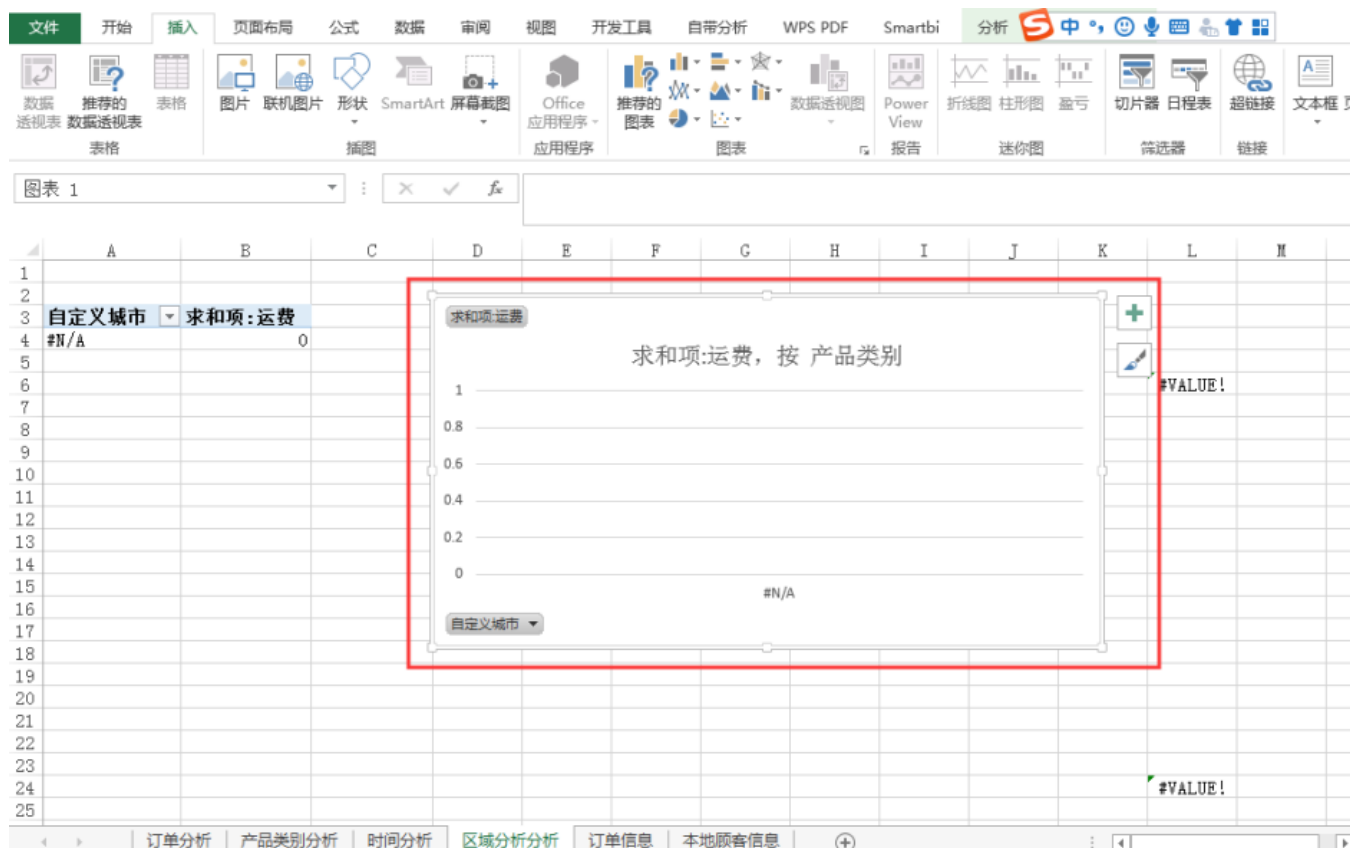 文件 开始 插入 页面布局 公式 数据 审阅 视图 开发工具 自带分析 WPS PDF Smartbi 分析 中
数据透视表 推荐的数据透视表 表格 图片 联机图片 形状 SmartArt 屏幕截图 Office应用程序 推荐的图表 数据透视图 Power View 折线图 柱形图 盈亏 切片器 日程表 超链接 文本框
表格 插图 应用程序 图表 报告 迷你图 筛选器 链接
图表 1 fx
A B C D E F G H I J K L M
1
2
3 自定义城市 求和项:运费
4 #N/A 0
5
6 #VALUE!
7
8
9
10
11
12
13
14
15
16
17
18
19
20
21
22
23
24 #VALUE!
25
求和项:运费
求和项:运费，按 产品类别
1
0.8
0.6
0.4
0.2
0
#N/A
自定义城市
订单分析 产品类别分析 时间分析 区域分析分析 订单信息 本地顾客信息